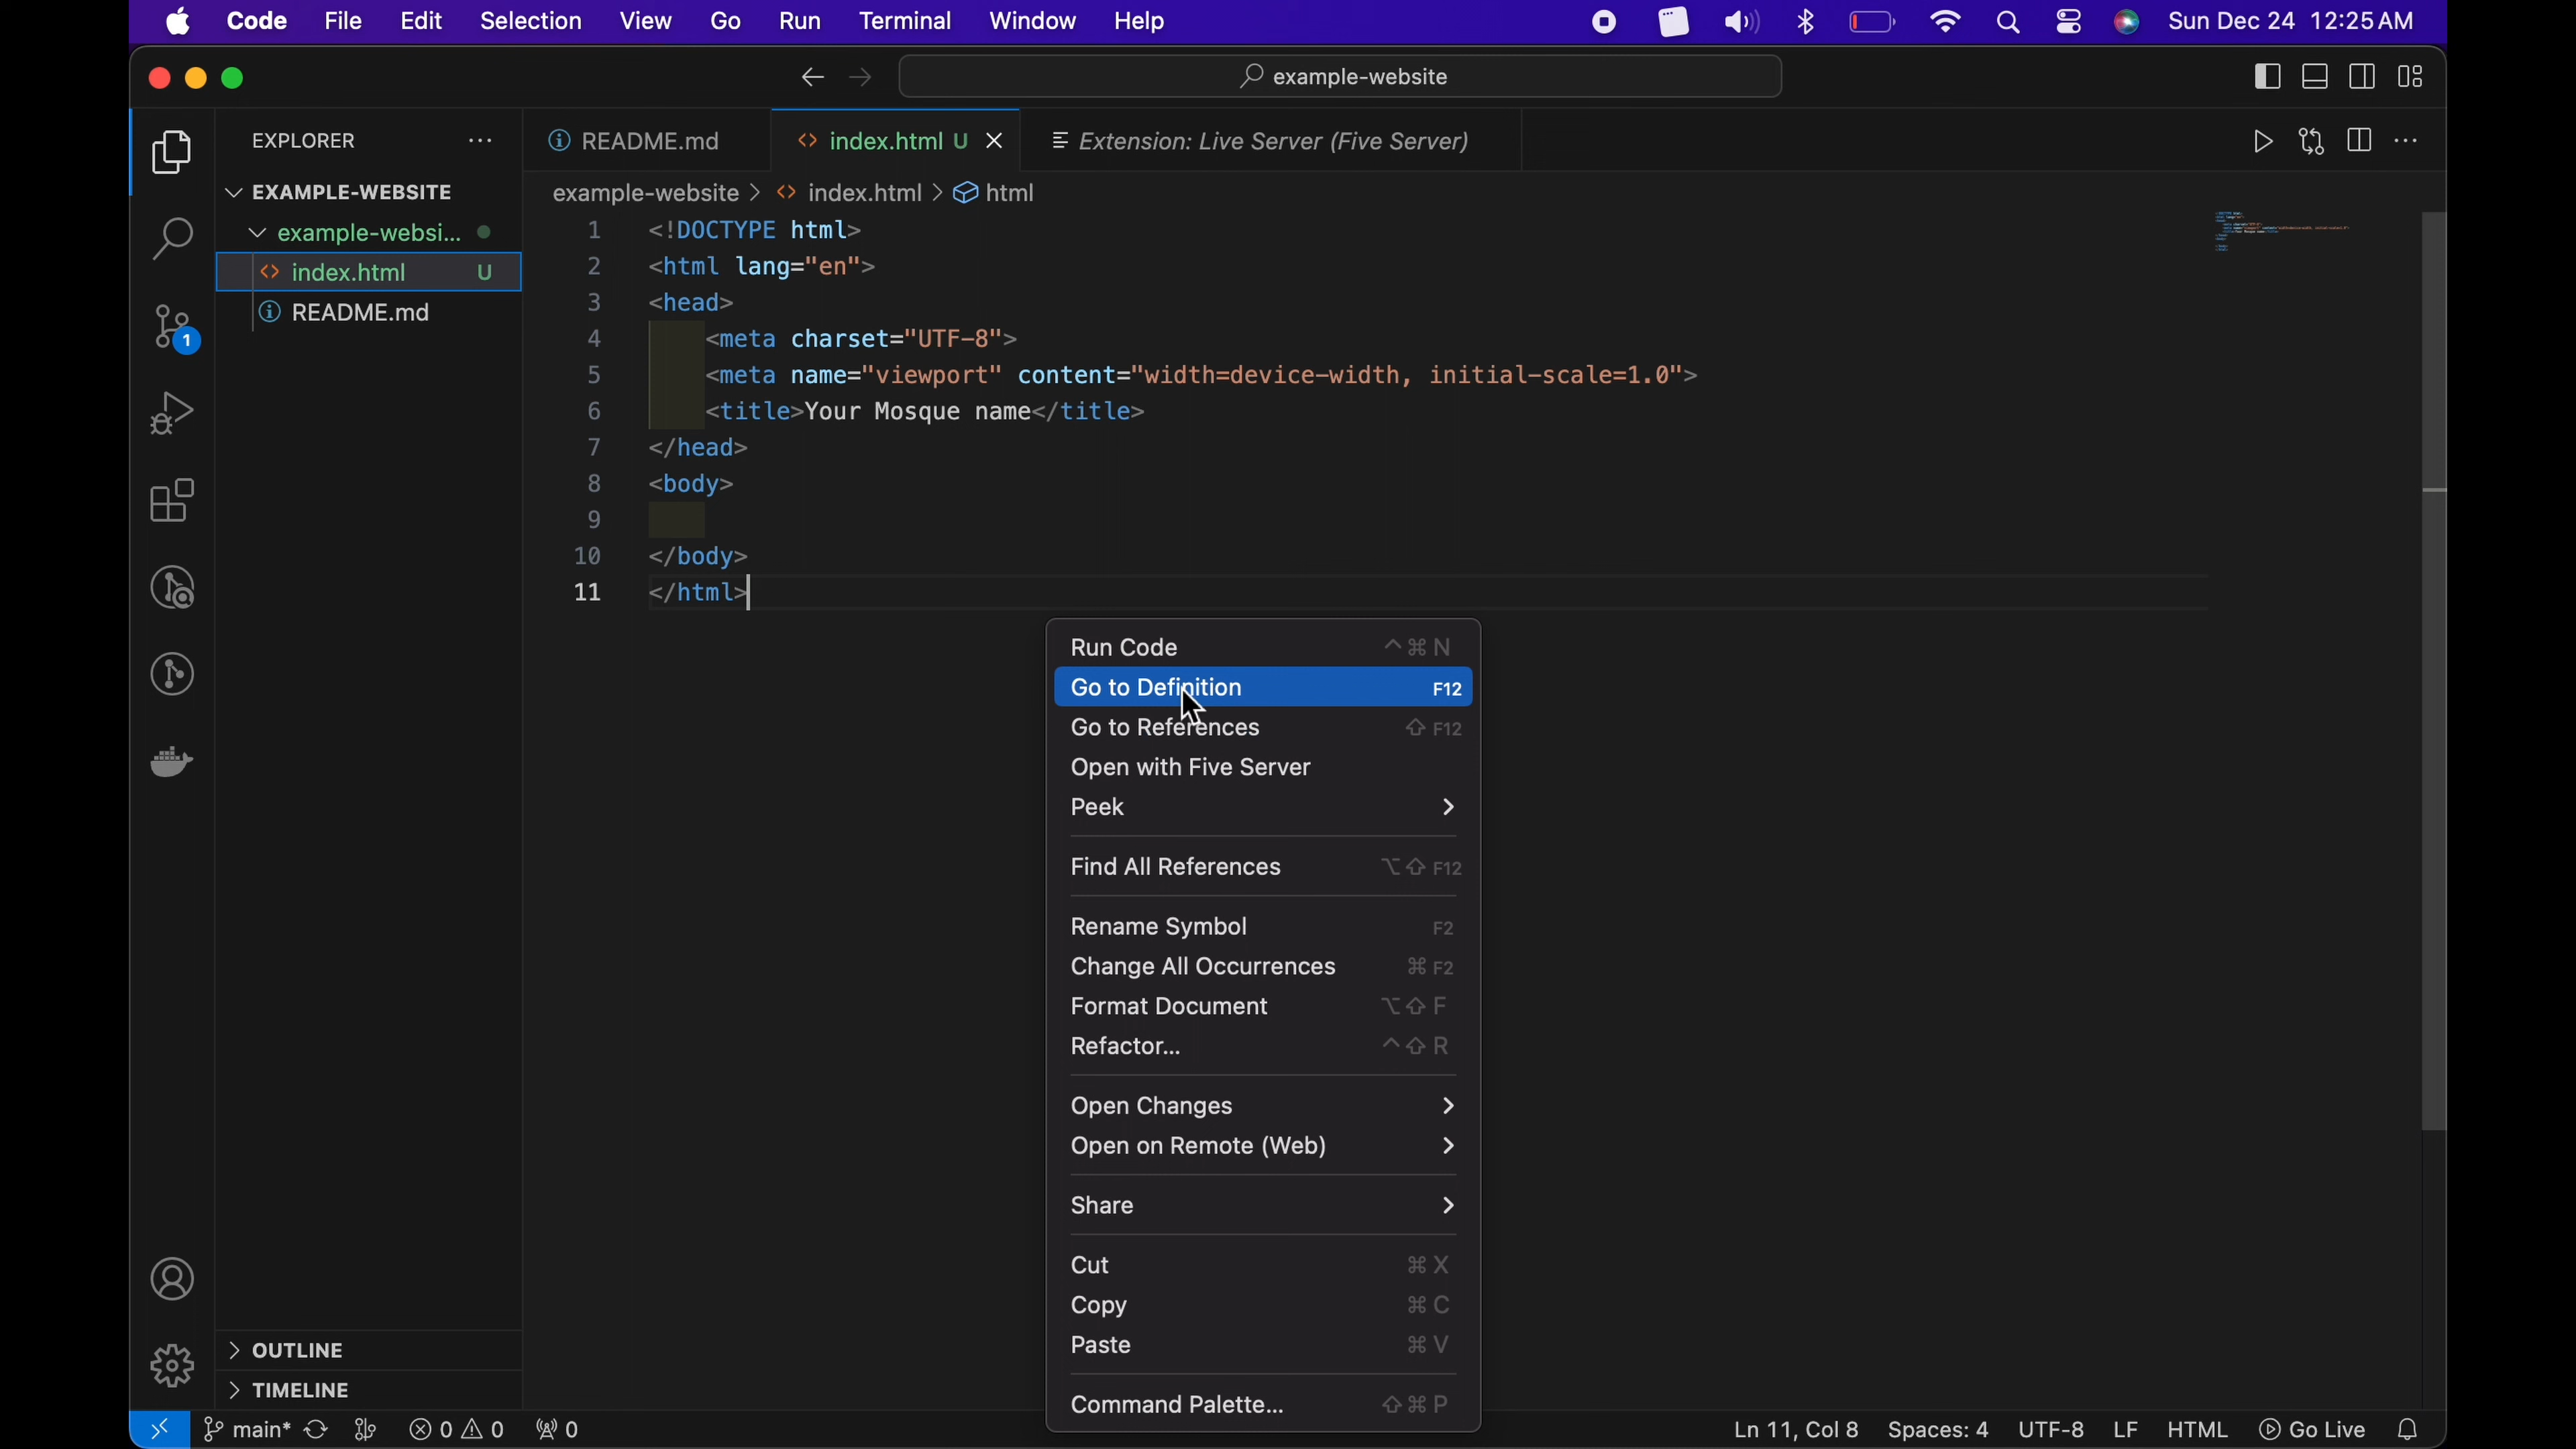 Code File Edit Selection View Go Run Terminal Window Help Sun Dec 24 12:25 AM
example-website
EXPLORER ···
EXAMPLE-WEBSITE
example-websi...
index.html U
README.md
OUTLINE
TIMELINE
README.md index.html U Extension: Live Server (Five Server)
example-website > index.html > html
1 <!DOCTYPE html>
2 <html lang="en">
3 <head>
4 <meta charset="UTF-8">
5 <meta name="viewport" content="width=device-width, initial-scale=1.0">
6 <title>Your Mosque name</title>
7 </head>
8 <body>
9
10 </body>
11 </html>
Run Code ⌃⌘N
Go to Definition F12
Go to References ⇧F12
Open with Five Server
Peek
Find All References ⌥⇧F12
Rename Symbol F2
Change All Occurrences ⌘F2
Format Document ⌥⇧F
Refactor... ⌃⇧R
Open Changes
Open on Remote (Web)
Share
Cut ⌘X
Copy ⌘C
Paste ⌘V
Command Palette... ⇧⌘P
1
main* 0 0 0 Ln 11, Col 8 Spaces: 4 UTF-8 LF HTML Go Live